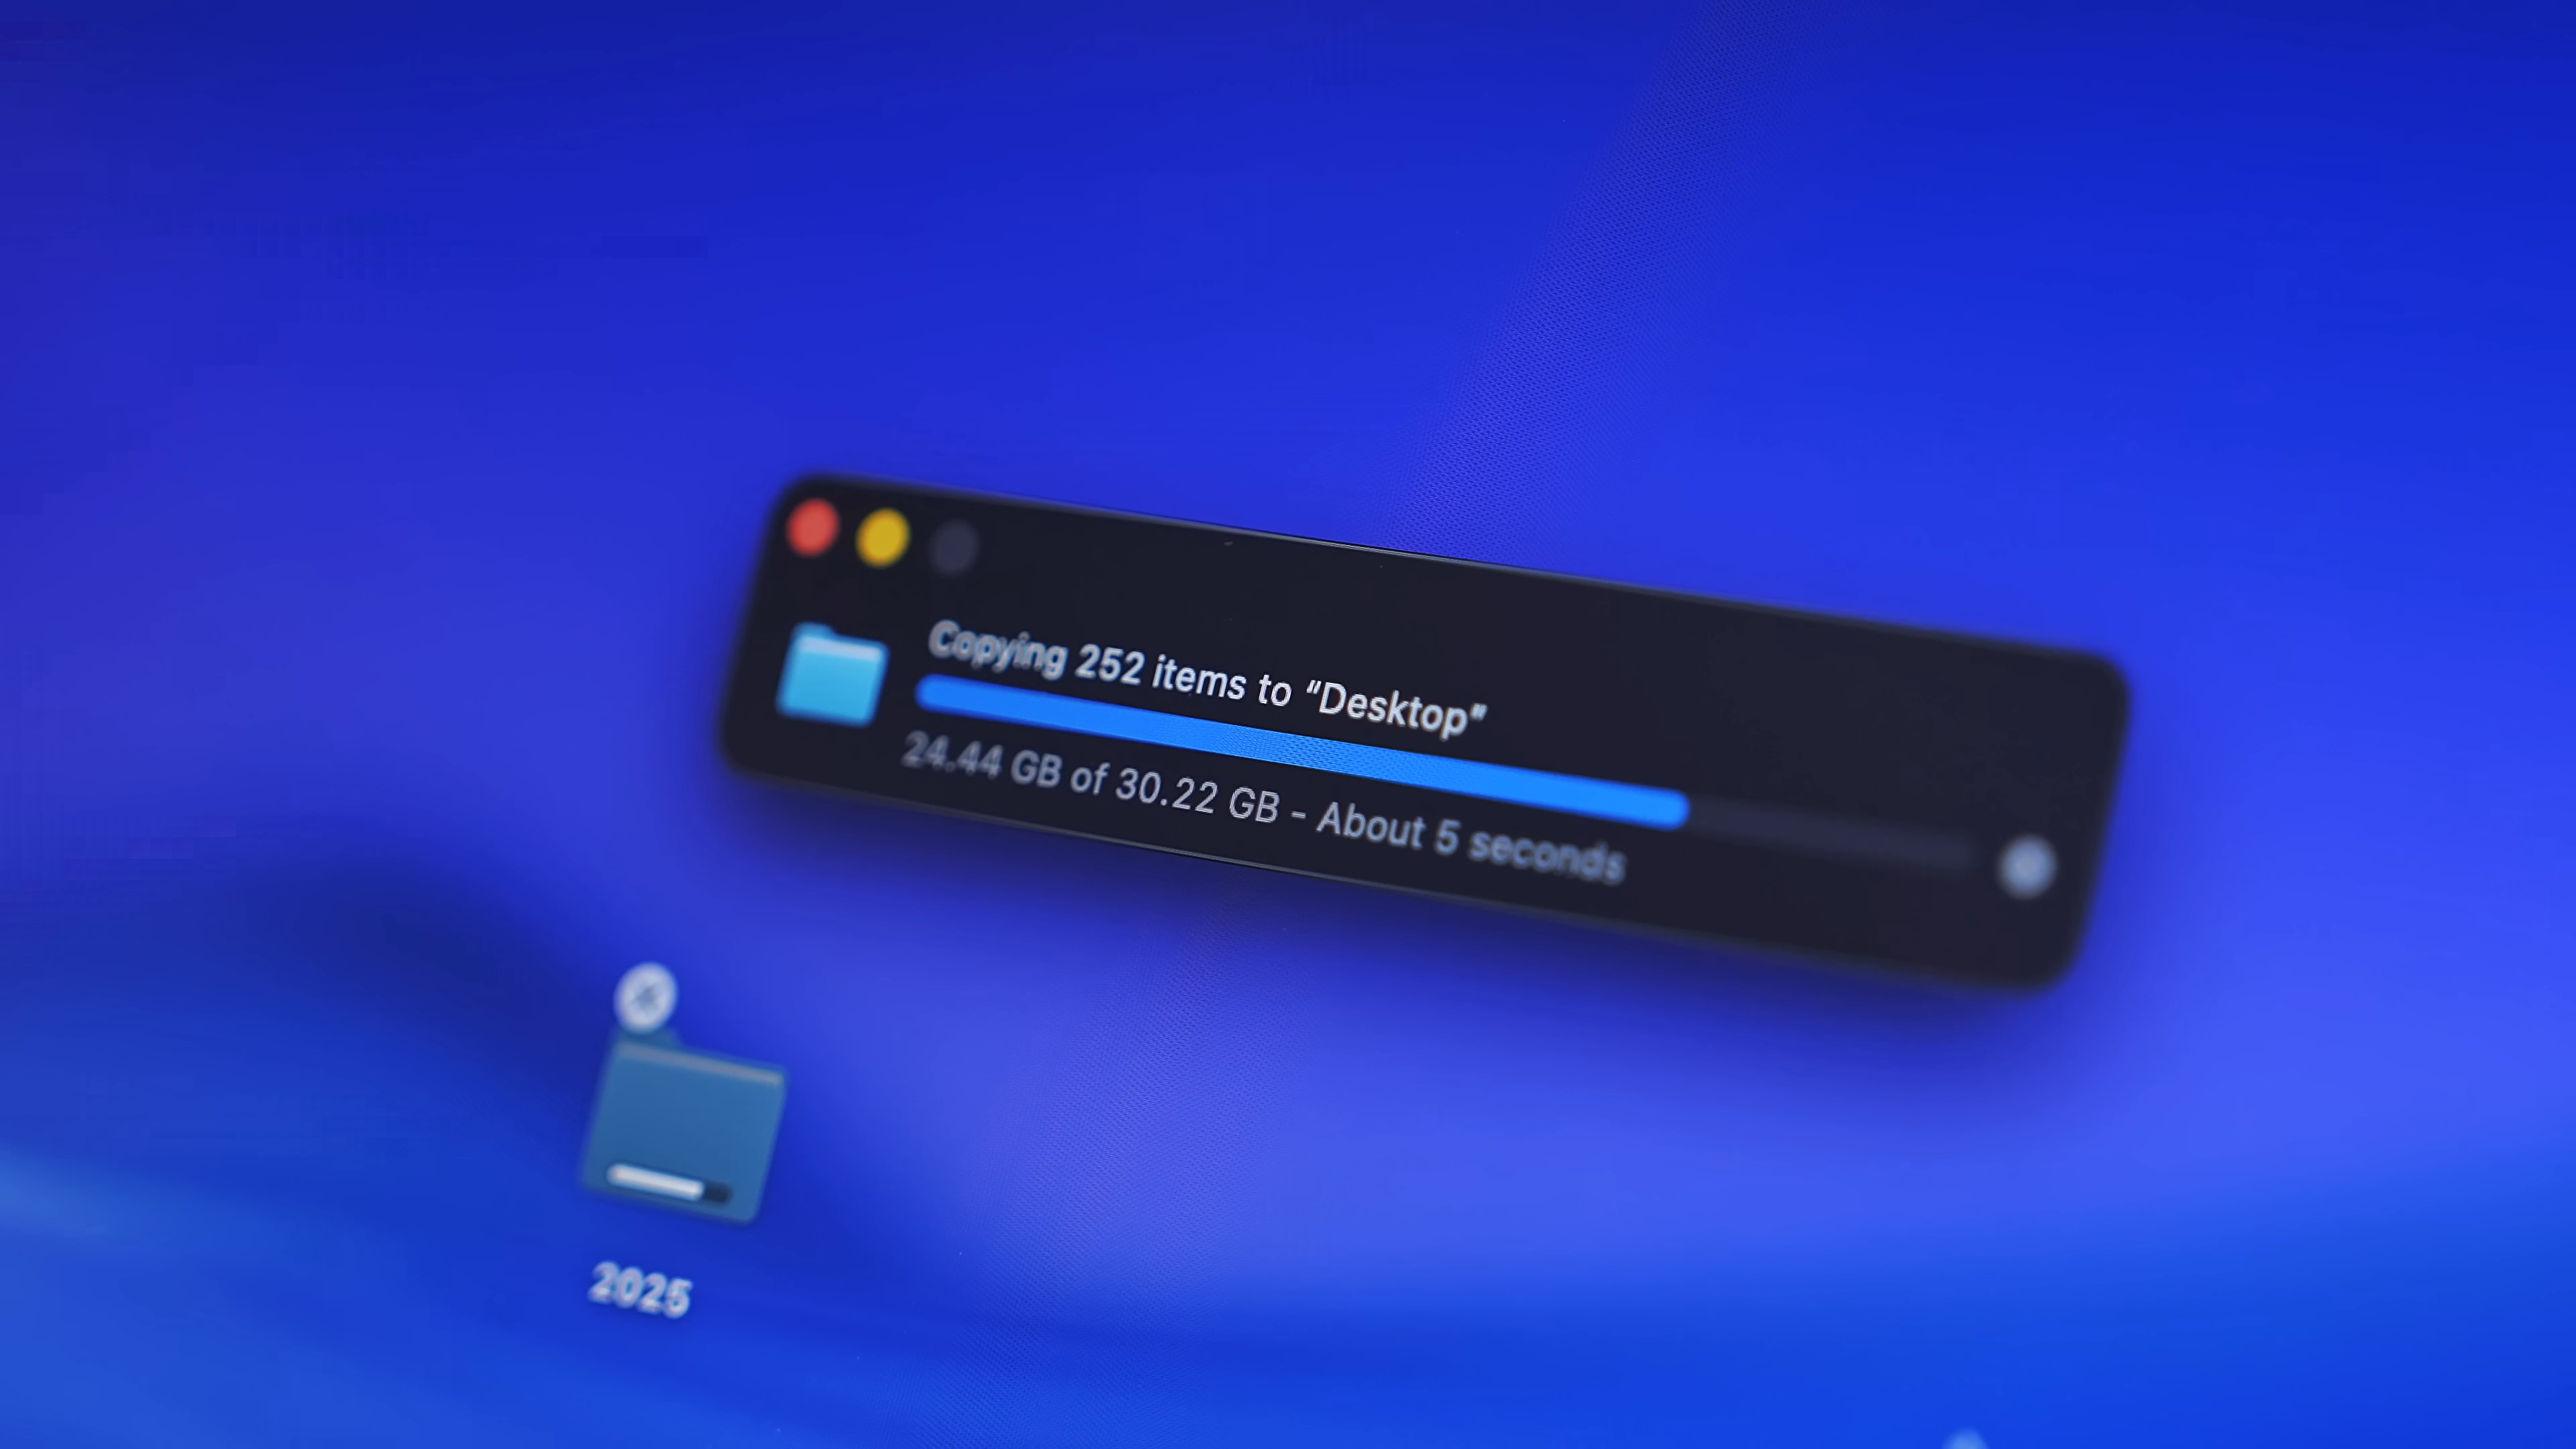 Copying 252 items to “Desktop”
24.44 GB of 30.22 GB – About 5 seconds
2025